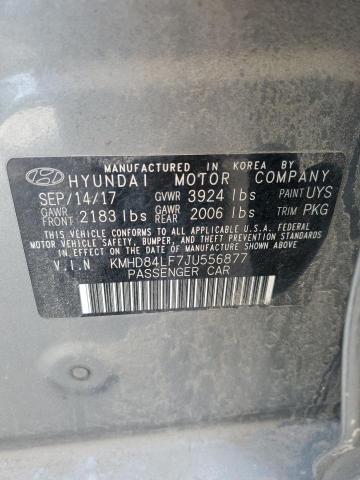 MANUFACTURED IN KOREA BY
HYUNDAI MOTOR COMPANY
SEP/14/17 GVWR 3924 lbs PAINT UYS
GAWR FRONT 2183 lbs GAWR REAR 2006 lbs TRIM PKG
THIS VEHICLE CONFORMS TO ALL APPLICABLE U.S.A. FEDERAL
MOTOR VEHICLE SAFETY, BUMPER, AND THEFT PREVENTION
STANDARDS IN EFFECT ON THE DATE OF MANUFACTURE SHOWN ABOVE.
V.I.N KMHD84LF7JU556877
PASSENGER CAR